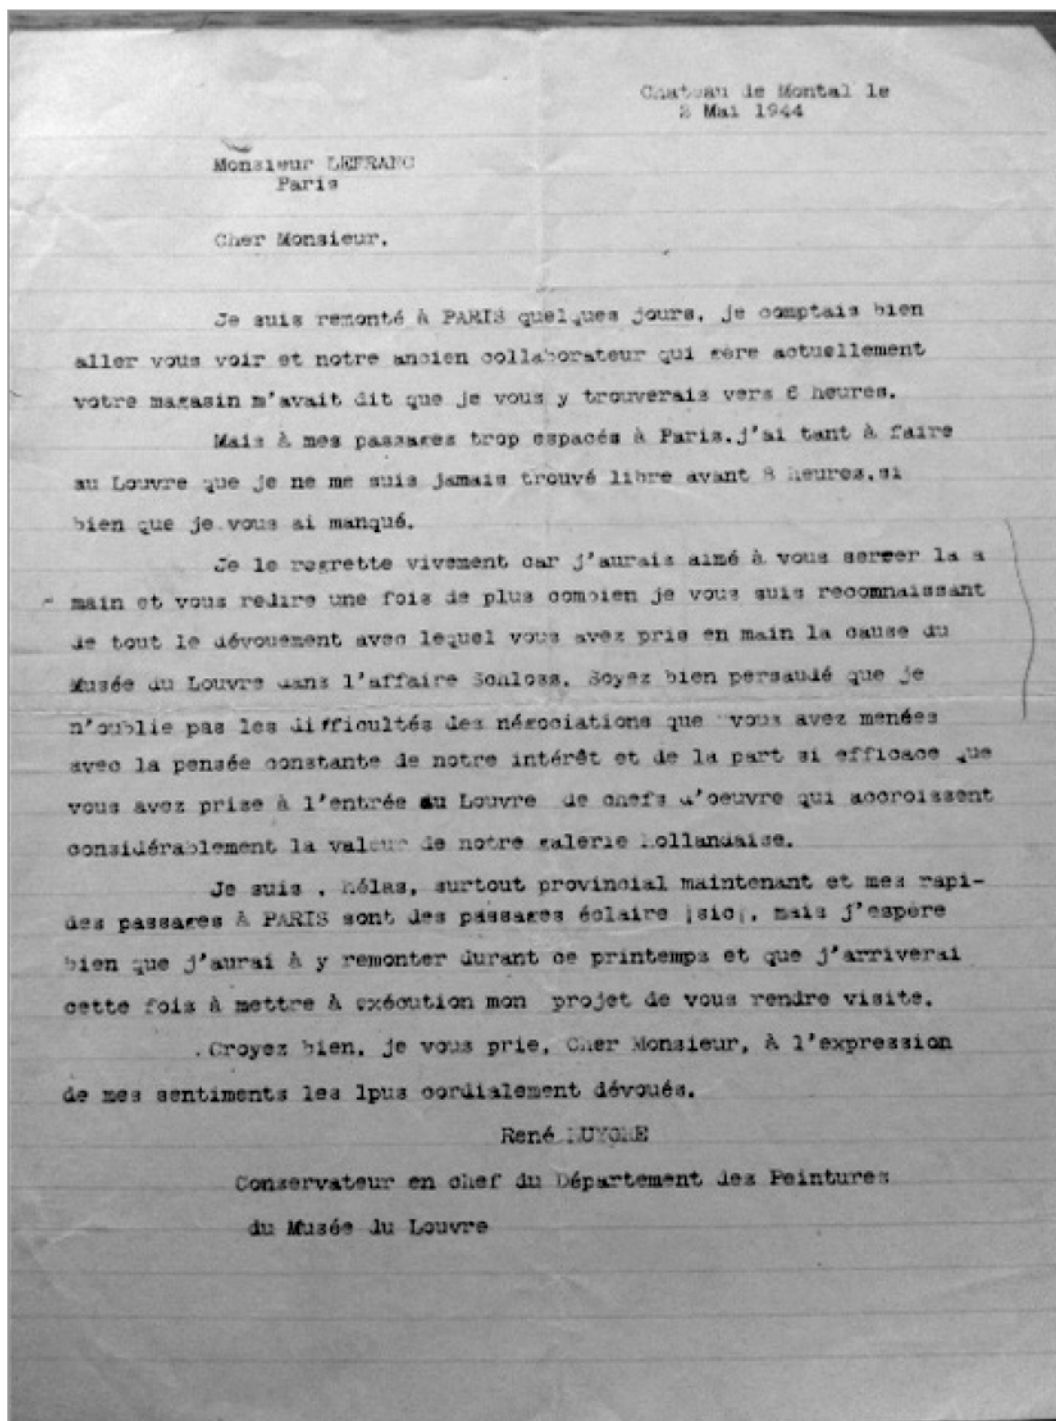 Chateau de Montal le
2 Mai 1944
Monsieur LEFRANC
Paris
Cher Monsieur.
Je suis remonté à PARIS quelques jours, je comptais bien
aller vous voir et notre ancien collaborateur qui gère actuellement
votre magasin m'avait dit que je vous y trouverais vers 6 heures.
Mais à mes passages trop espacés à Paris.j'ai tant à faire
au Louvre que je ne me suis jamais trouvé libre avant 8 heures.si
bien que je vous ai manqué.
Je le regrette vivement car j'aurais aimé à vous serrer la a
main et vous redire une fois de plus combien je vous suis recomnaissant
de tout le dévouement avec lequel vous avez pris en main la cause du
Musée du Louvre dans l'affaire Schloss. Soyez bien persaudé que je
n'oublie pas les difficultés des négociations que vous avez menées
avec la pensée constante de notre intérêt et de la part si efficace que
vous avez prise à l'entrée au Louvre de chefs d'oeuvre qui accroissent
considérablement la valeur de notre galerie hollandaise.
Je suis , hélas, surtout provincial maintenant et mes rapi-
des passages à PARIS sont des passages éclaire |sic|, mais j'espère
bien que j'aurai à y remonter durant ce printemps et que j'arriverai
cette fois à mettre à exécution mon projet de vous rendre visite.
.Croyez bien, je vous prie, Cher Monsieur, à l'expression
de mes sentiments les lpus cordialement dévoués.
René HUYGHE
Conservateur en chef du Département des Peintures
du Musée du Louvre